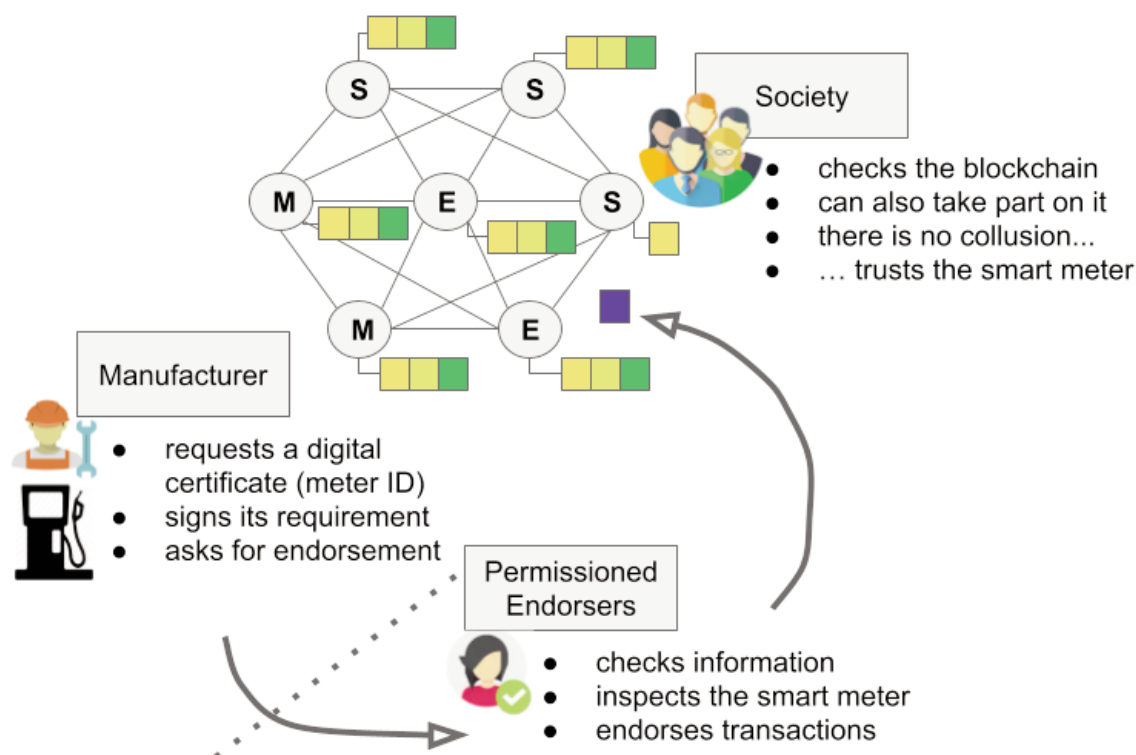 S
S
Society
M
E
S
● checks the blockchain
● can also take part on it
● there is no collusion...
● … trusts the smart meter
M
E
Manufacturer
● requests a digital
certificate (meter ID)
● signs its requirement
● asks for endorsement
Permissioned
Endorsers
● checks information
● inspects the smart meter
● endorses transactions